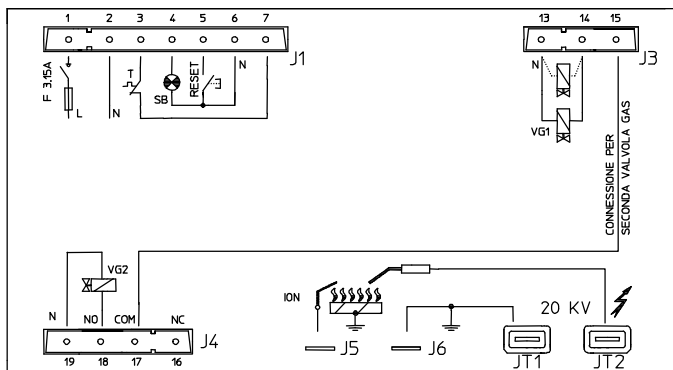 1 2 3 4 5 6 7
J1
13 14 15
J3
F 3.15A
L
N
T
SB
RESET
N
N
VG1
CONNESSIONE PER
SECONDA VALVOLA GAS
VG2
N NO COM NC
J4
19 18 17 16
ION
J5
J6
20 KV
JT1
JT2